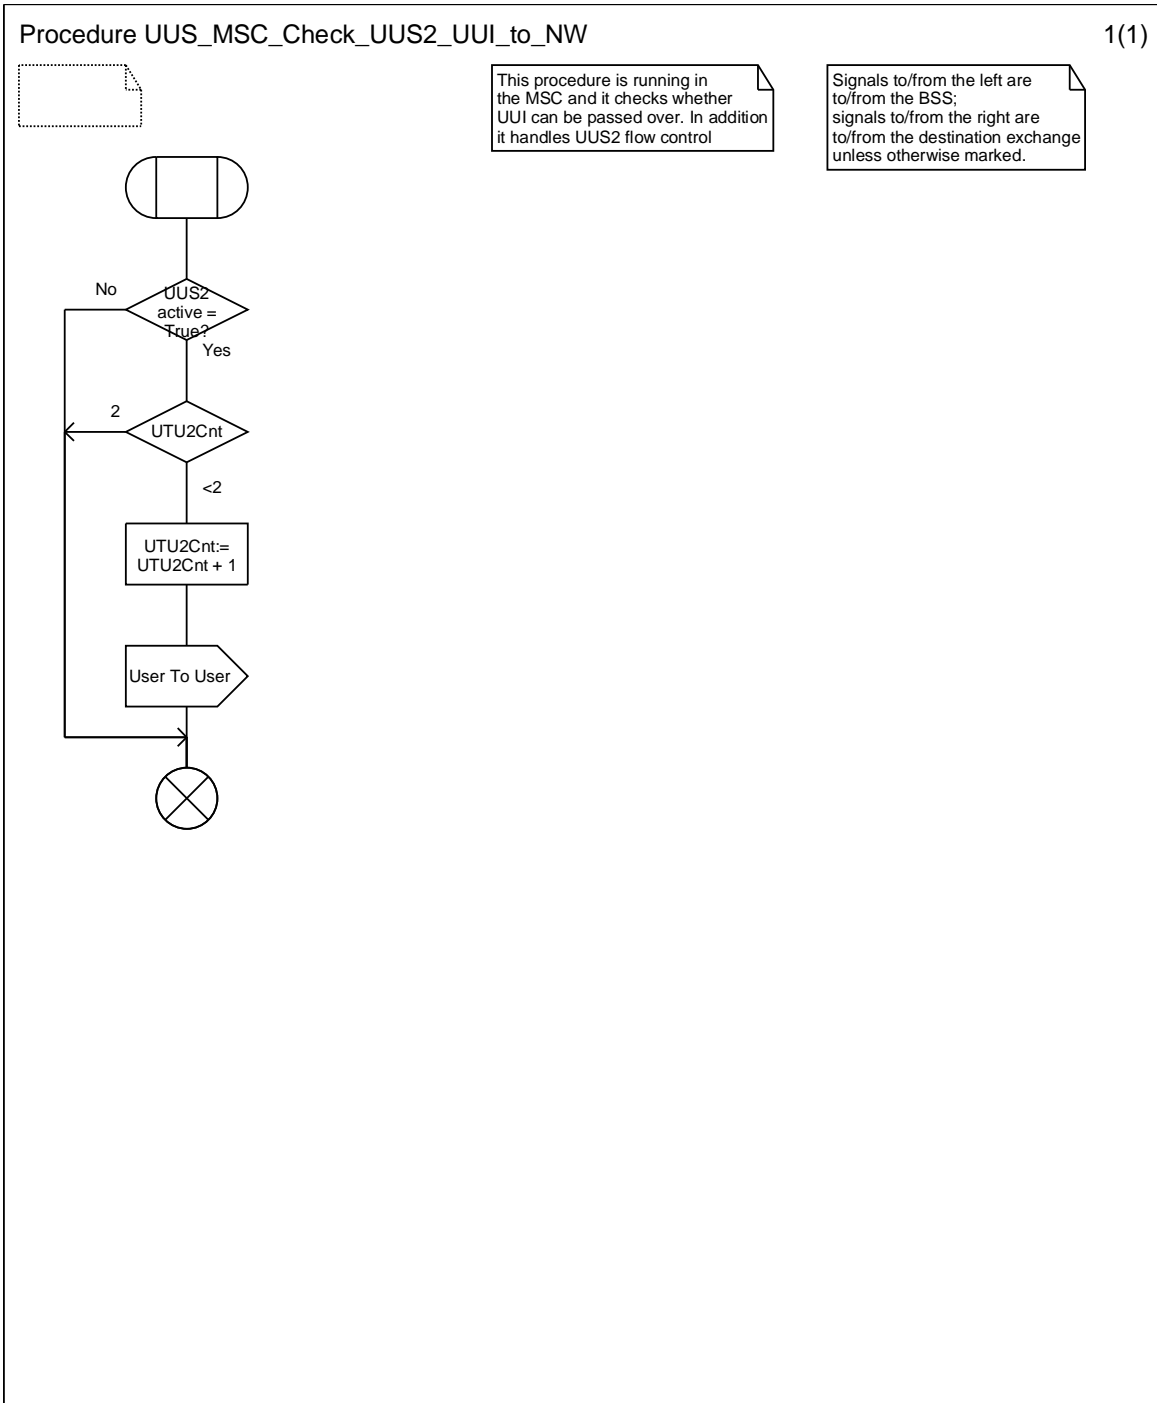 Procedure UUS_MSC_Check_UUS2_UUI_to_NW
1(1)
This procedure is running in
the MSC and it checks whether
UUI can be passed over. In addition
it handles UUS2 flow control
Signals to/from the left are
to/from the BSS;
signals to/from the right are
to/from the destination exchange
unless otherwise marked.
No
UUS2
active =
True?
Yes
2
UTU2Cnt
<2
UTU2Cnt:=
UTU2Cnt + 1
User To User